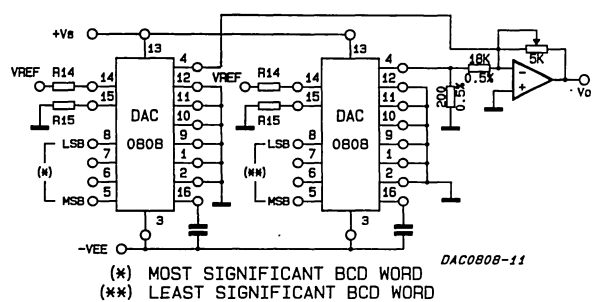 +Vs
13
13
4
4
18K
0.5%
5K
VREF
R14
14
12
VREF
R14
14
12
200
0.5%
Vo
R15
15
11
R15
15
11
DAC
0808
10
DAC
0808
10
LSB
8
9
LSB
8
9
(*)
7
1
(**)
7
1
6
2
6
2
MSB
5
16
MSB
5
16
3
3
-VEE
DAC0808-11
(*) MOST SIGNIFICANT BCD WORD
(**) LEAST SIGNIFICANT BCD WORD